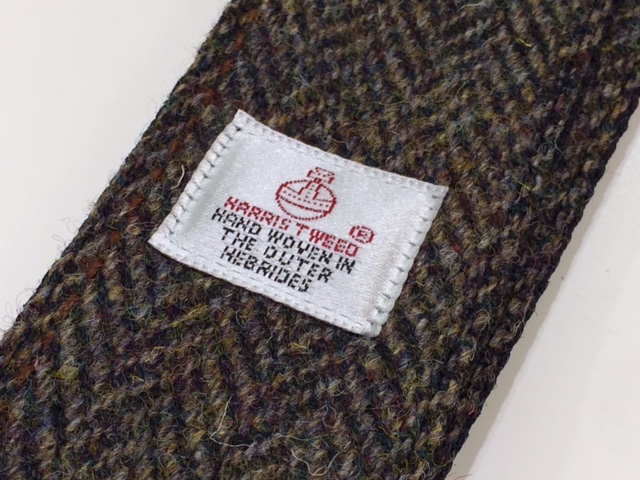 HARRIS TWEED ®
HAND WOVEN IN
THE OUTER
HEBRIDES